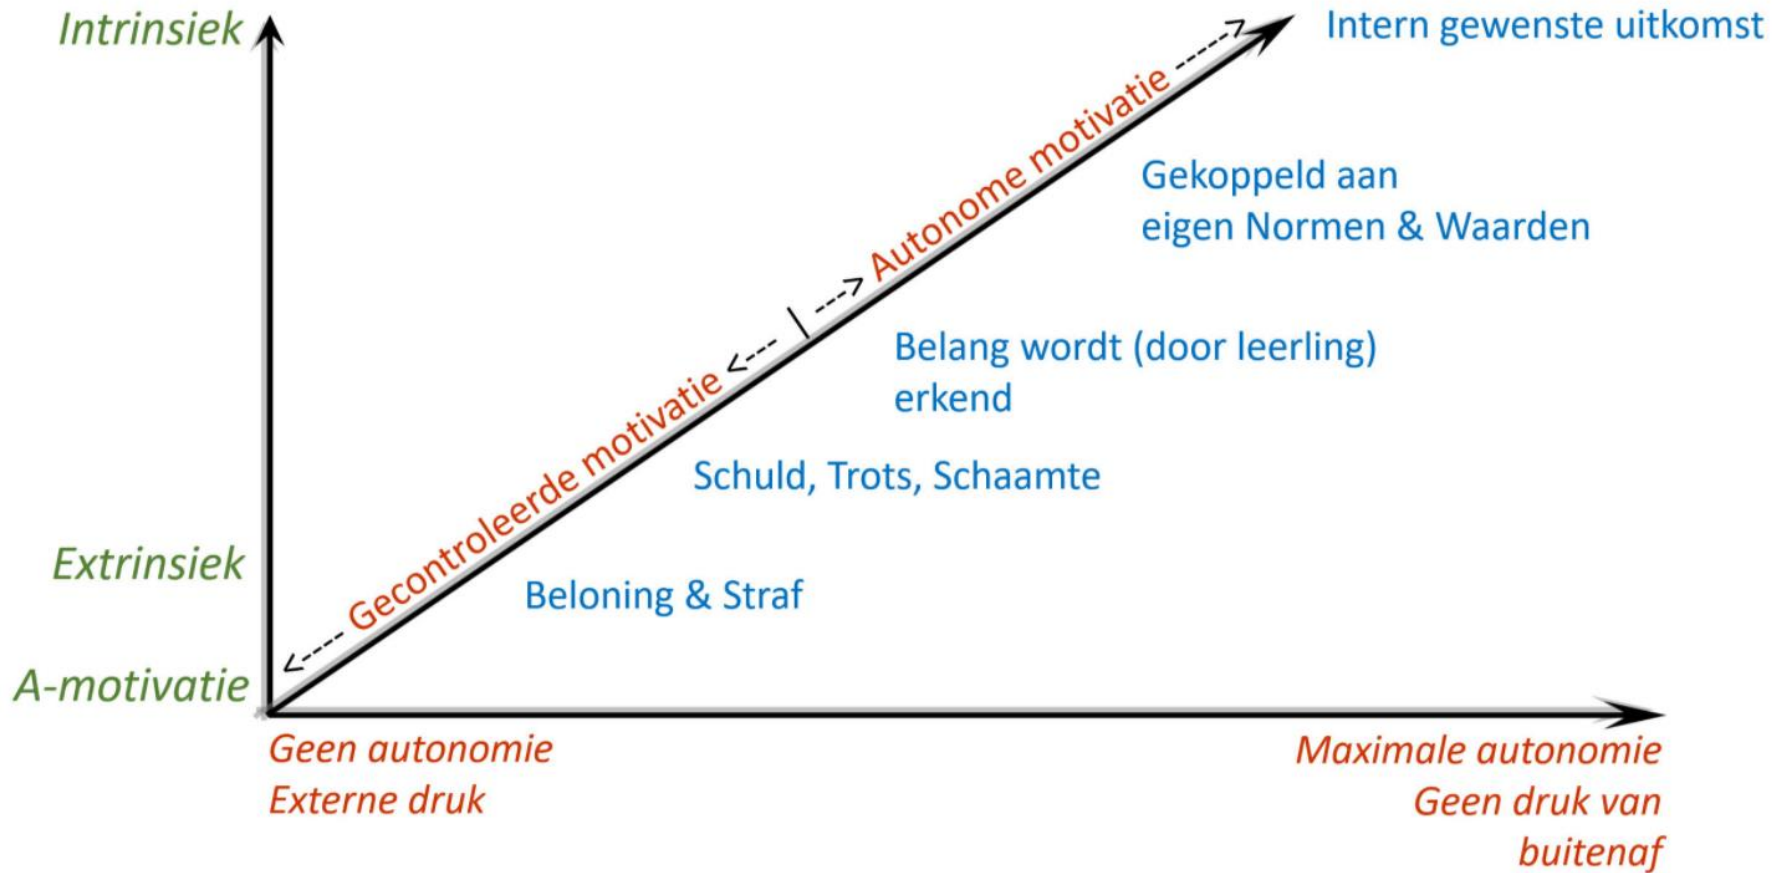 Intrinsiek
Intern gewenste uitkomst
Autonome motivatie
Gekoppeld aan
eigen Normen & Waarden
Belang wordt (door leerling)
erkend
Gecontroleerde motivatie
Schuld, Trots, Schaamte
Extrinsiek
Beloning & Straf
A-motivatie
Geen autonomie
Externe druk
Maximale autonomie
Geen druk van
buitenaf